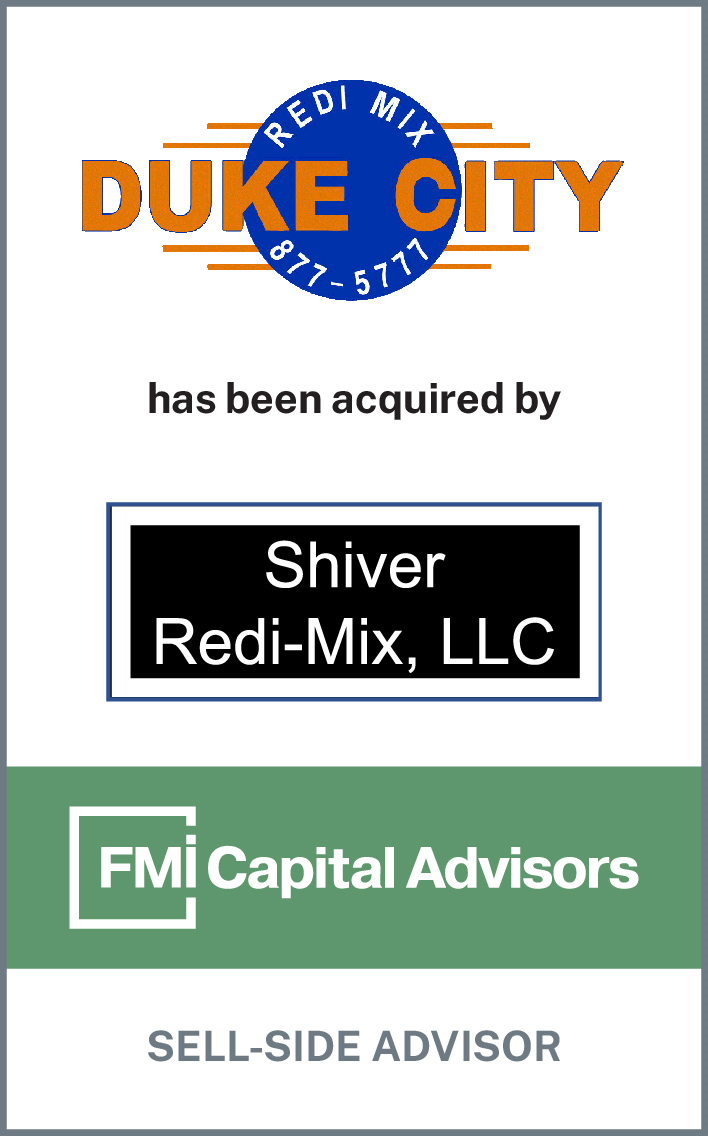 REDI MIX
DUKE CITY
877-5777
has been acquired by
Shiver
Redi-Mix, LLC
FMI Capital Advisors
SELL-SIDE ADVISOR